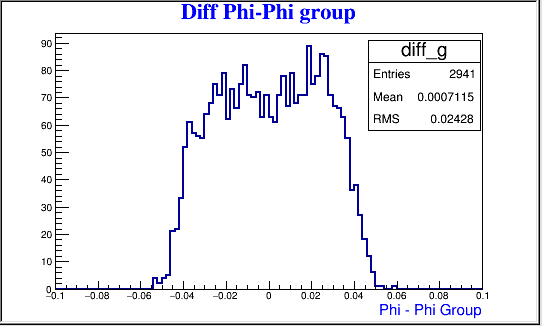 Diff Phi-Phi group
diff_g
Entries 2941
Mean 0.0007115
RMS 0.02428
90
80
70
60
50
40
30
20
10
0
−0.1 −0.08 −0.06 −0.04 −0.02 0 0.02 0.04 0.06 0.08 0.1
Phi - Phi Group